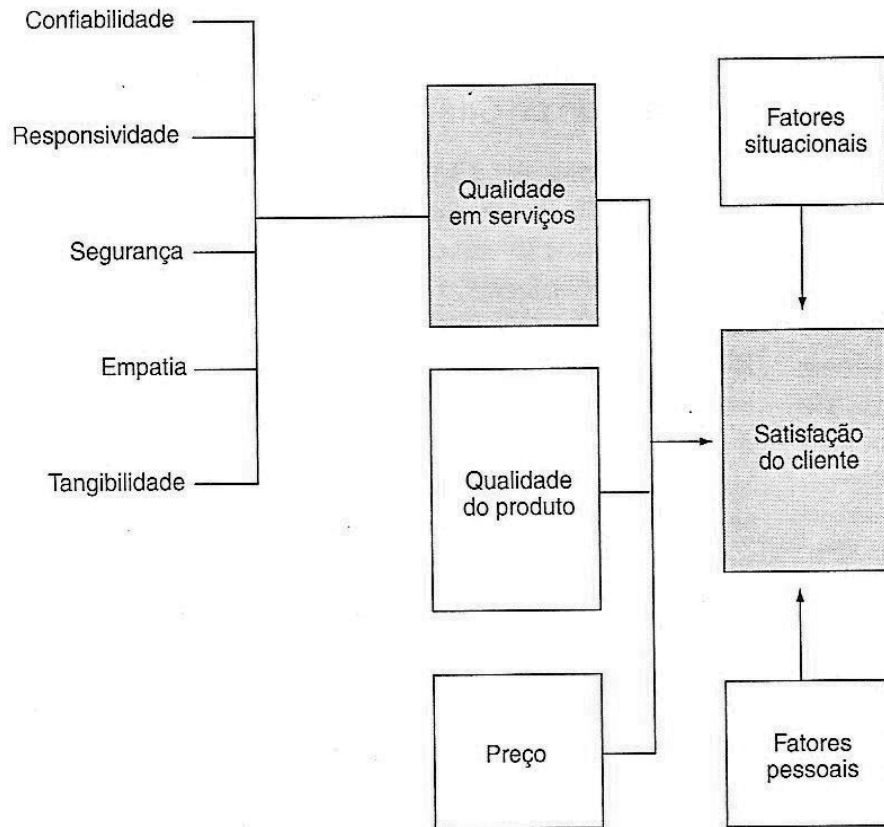 Confiabilidade
Responsividade
Segurança
Empatia
Tangibilidade
Qualidade
em serviços
Qualidade
do produto
Preço
Fatores
situacionais
Satisfação
do cliente
Fatores
pessoais